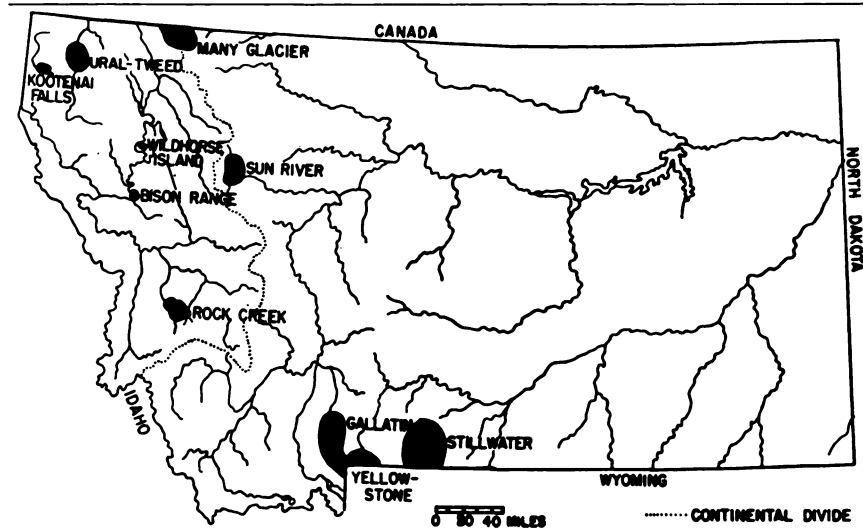 CANADA
MANY GLACIER
URAL-TWEED
KOOTENAI
FALLS
WILDHORSE
ISLAND
SUN RIVER
BISON RANGE
NORTH DAKOTA
ROCK CREEK
IDAHO
GALLATIN
STILLWATER
YELLOW-
STONE
WYOMING
0 20 40 MILES
CONTINENTAL DIVIDE